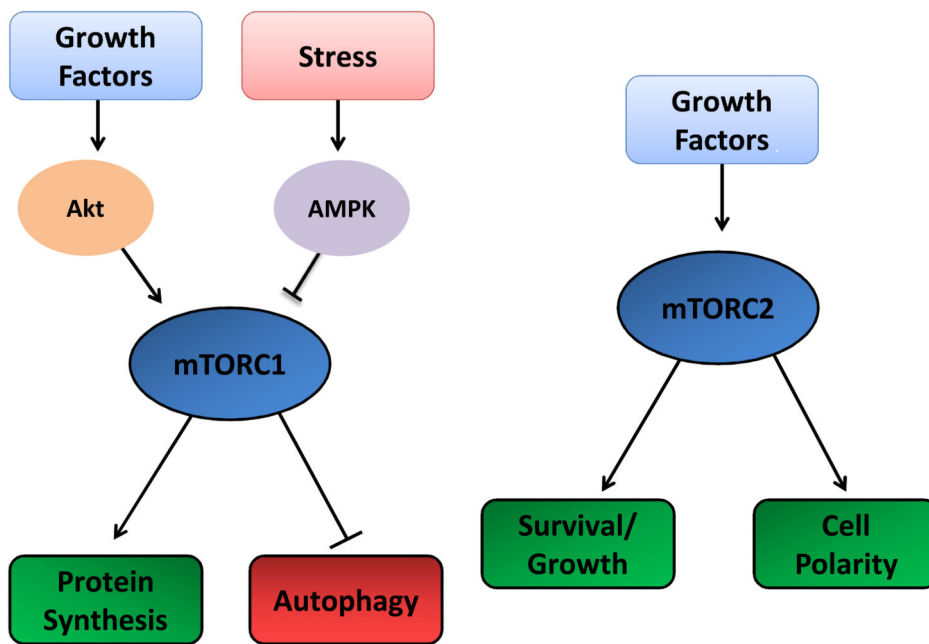 Growth
Factors
Stress
Growth
Factors
Akt
AMPK
mTORC1
mTORC2
Protein
Synthesis
Autophagy
Survival/
Growth
Cell
Polarity